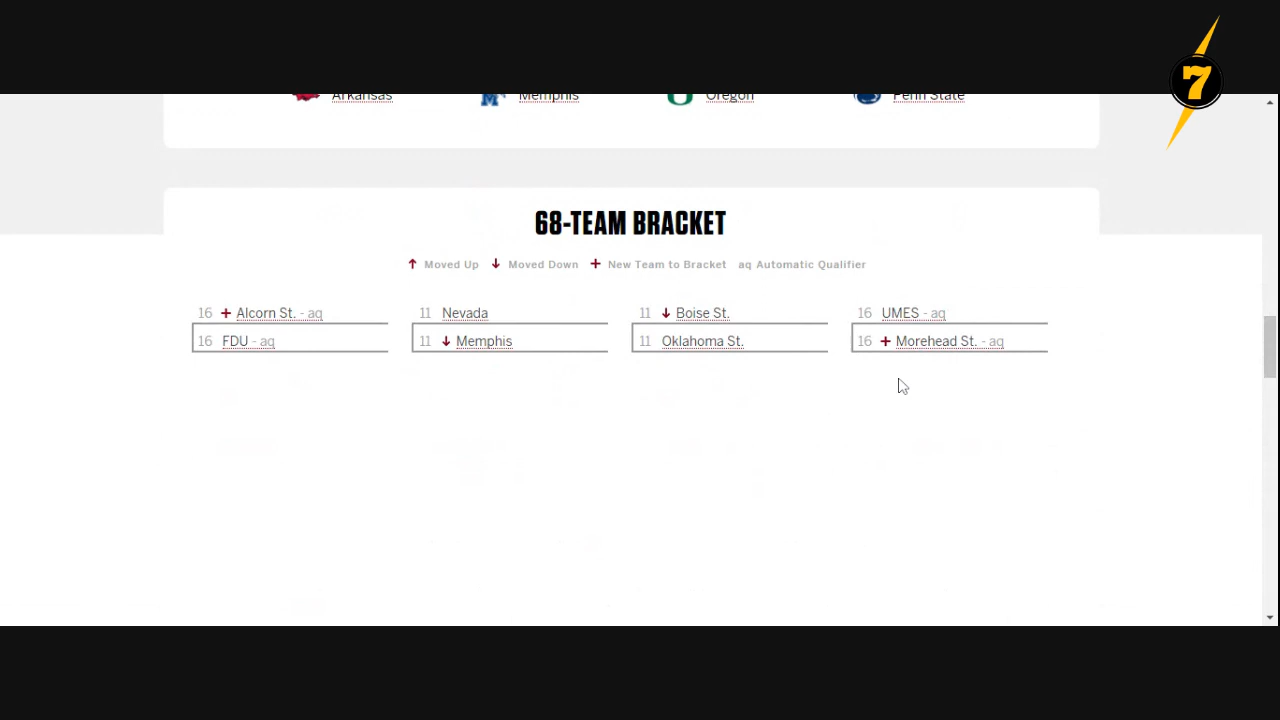 7
Arkansas Memphis Oregon Penn State
68-TEAM BRACKET
Moved Up Moved Down New Team to Bracket aq Automatic Qualifier
16 Alcorn St. - aq
16 FDU - aq
11 Nevada
11 Memphis
11 Boise St.
11 Oklahoma St.
16 UMES - aq
16 Morehead St. - aq